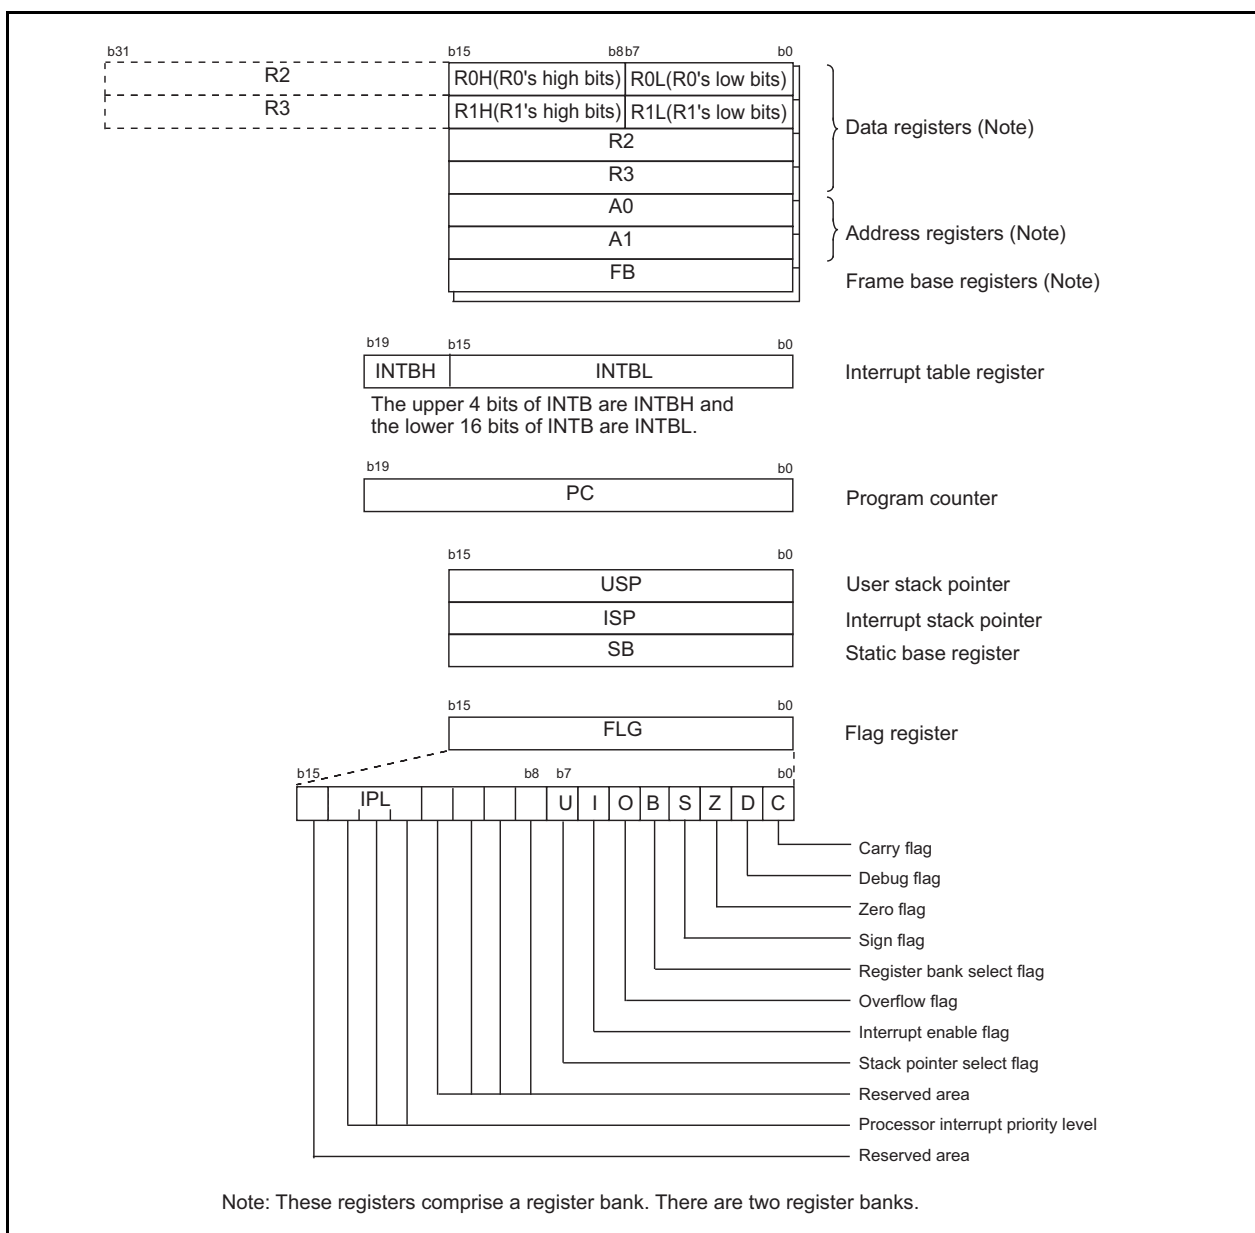 b31 b15 b8b7 b0
R2 R0H(R0's high bits) R0L(R0's low bits)
R3 R1H(R1's high bits) R1L(R1's low bits)
Data registers (Note)
R2
R3
A0
A1
Address registers (Note)
FB
Frame base registers (Note)
b19 b15 b0
INTBH INTBL Interrupt table register
The upper 4 bits of INTB are INTBH and
the lower 16 bits of INTB are INTBL.
b19 b0
PC Program counter
b15 b0
USP User stack pointer
ISP Interrupt stack pointer
SB Static base register
b15 b0
FLG Flag register
b15 b8 b7 b0
IPL U I O B S Z D C
Carry flag
Debug flag
Zero flag
Sign flag
Register bank select flag
Overflow flag
Interrupt enable flag
Stack pointer select flag
Reserved area
Processor interrupt priority level
Reserved area
Note: These registers comprise a register bank. There are two register banks.